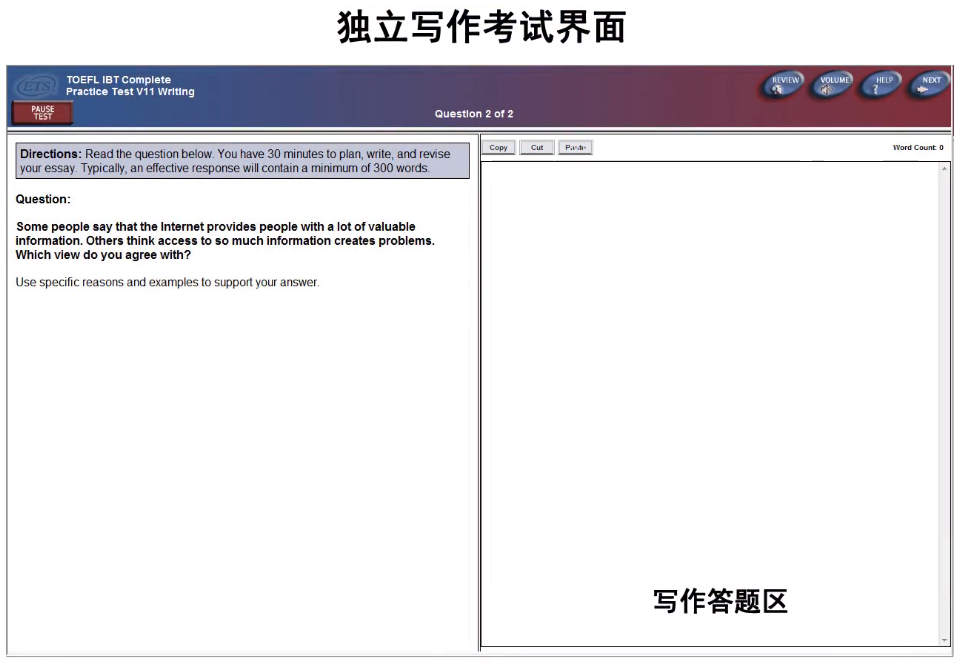 独立写作考试界面
ETS
TOEFL iBT Complete
Practice Test V11 Writing
REVIEW
VOLUME
HELP
?
NEXT
PAUSE
TEST
Question 2 of 2
Directions: Read the question below. You have 30 minutes to plan, write, and revise
your essay. Typically, an effective response will contain a minimum of 300 words.
Copy
Cut
Paste
Word Count: 0
Question:
Some people say that the Internet provides people with a lot of valuable
information. Others think access to so much information creates problems.
Which view do you agree with?
Use specific reasons and examples to support your answer.
写作答题区